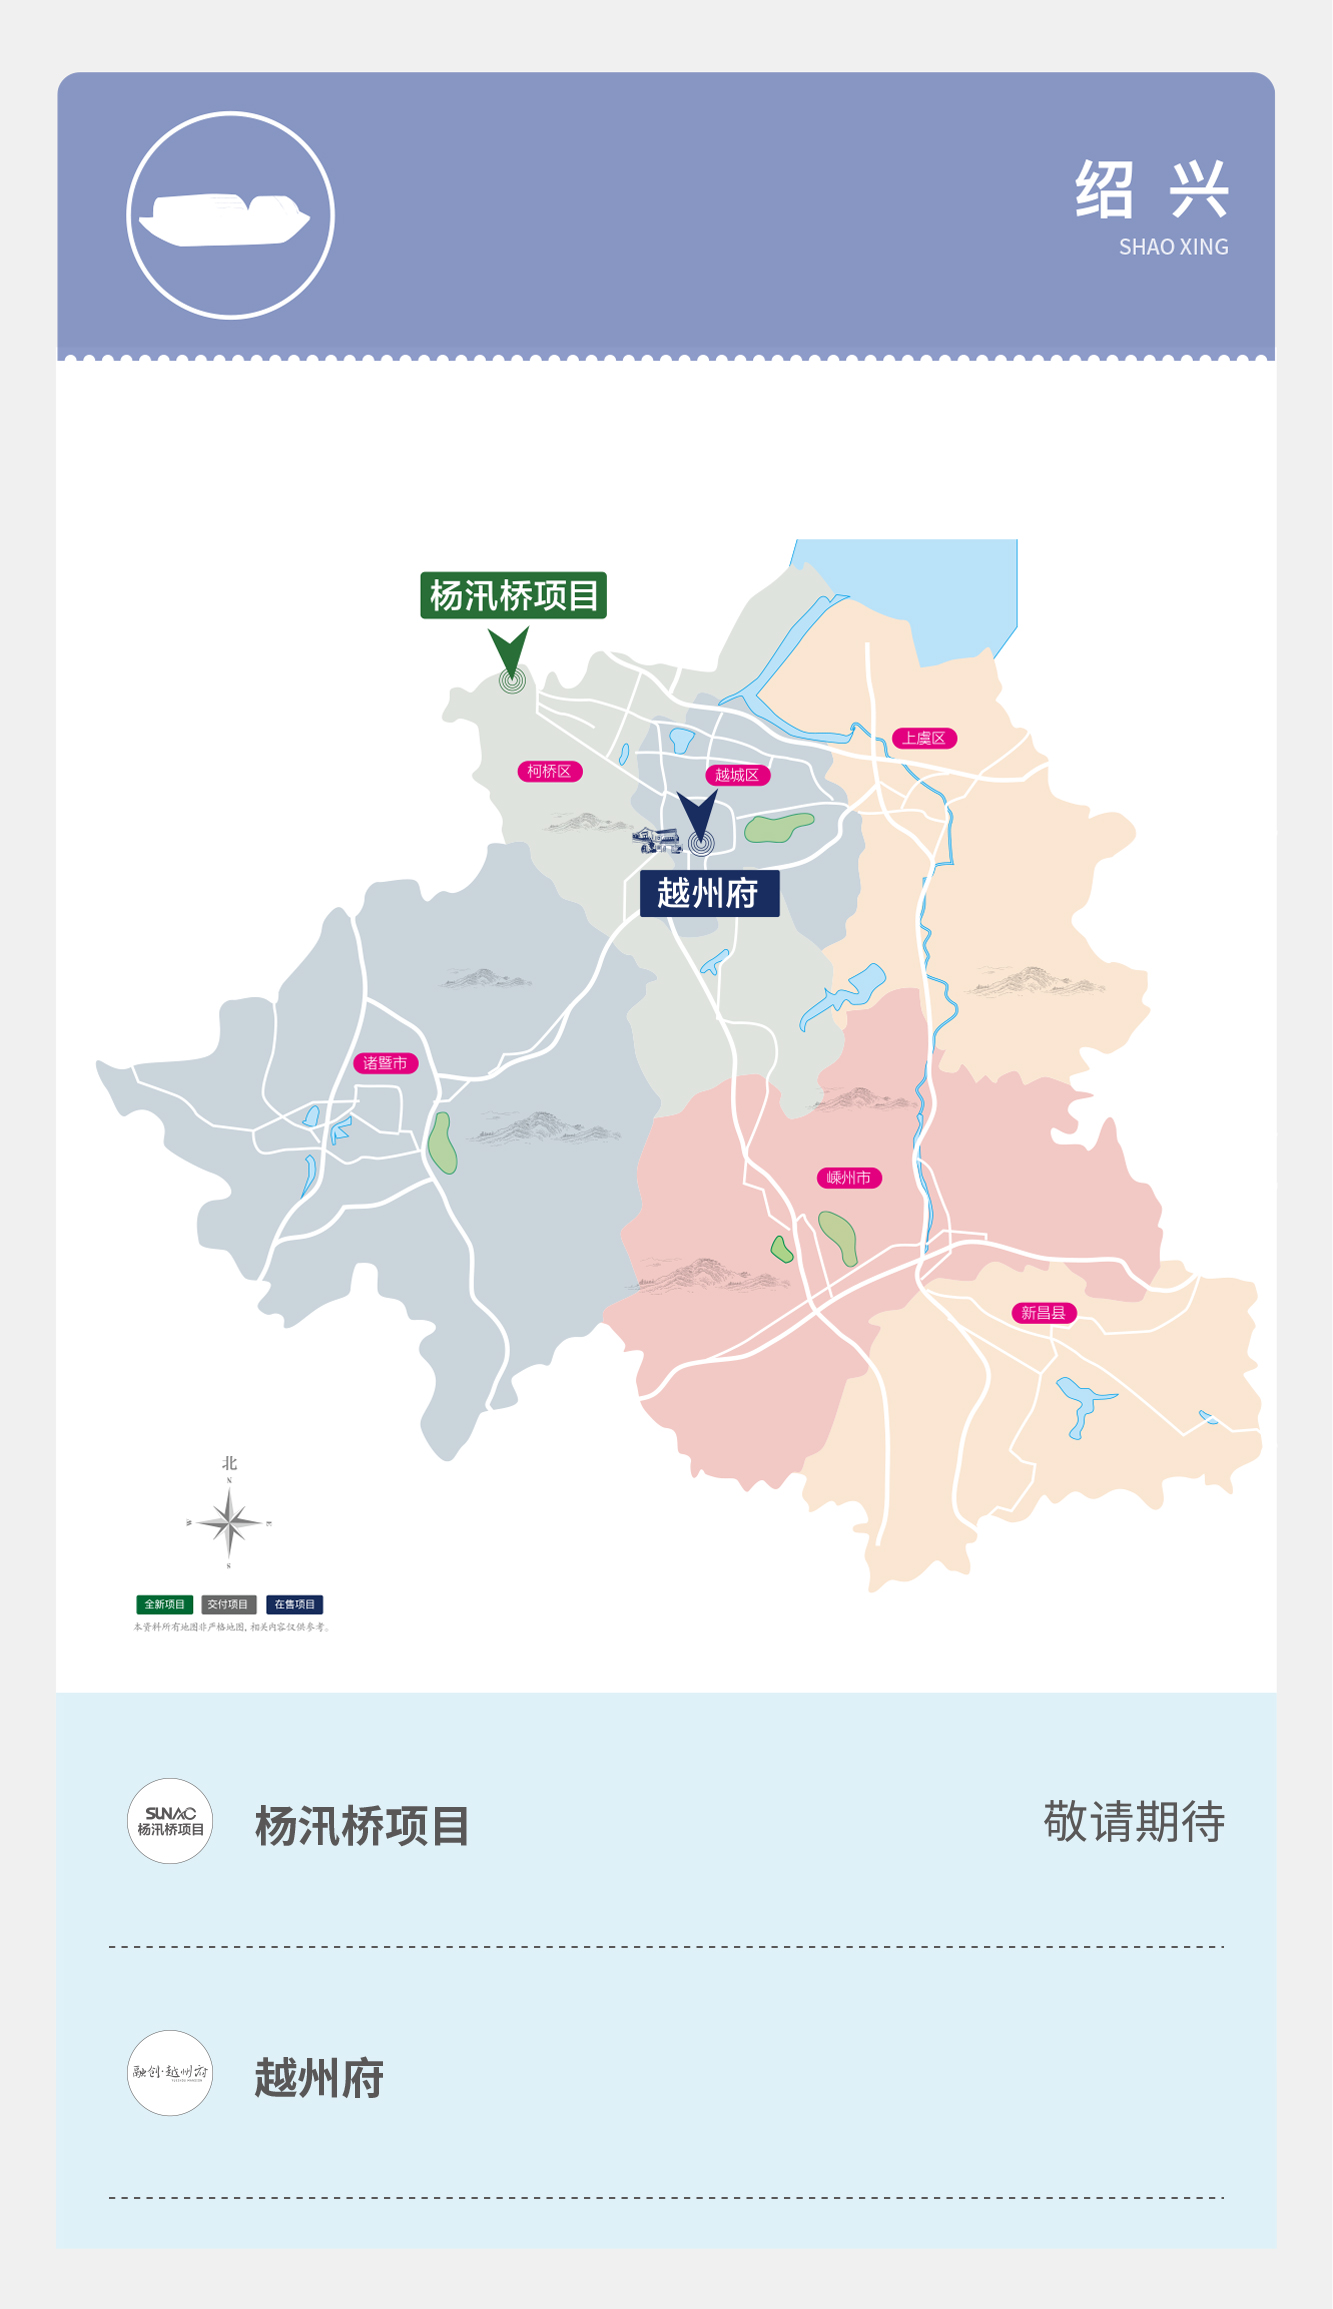 绍兴
SHAO XING
杨汛桥项目
上虞区
柯桥区
越城区
越州府
诸暨市
嵊州市
新昌县
北
N
W
E
S
全新项目 交付项目 在售项目
本资料所有地图非严格地图，相关内容仅供参考。
SUNAC
杨汛桥项目
杨汛桥项目
敬请期待
融创·越州府
越州府